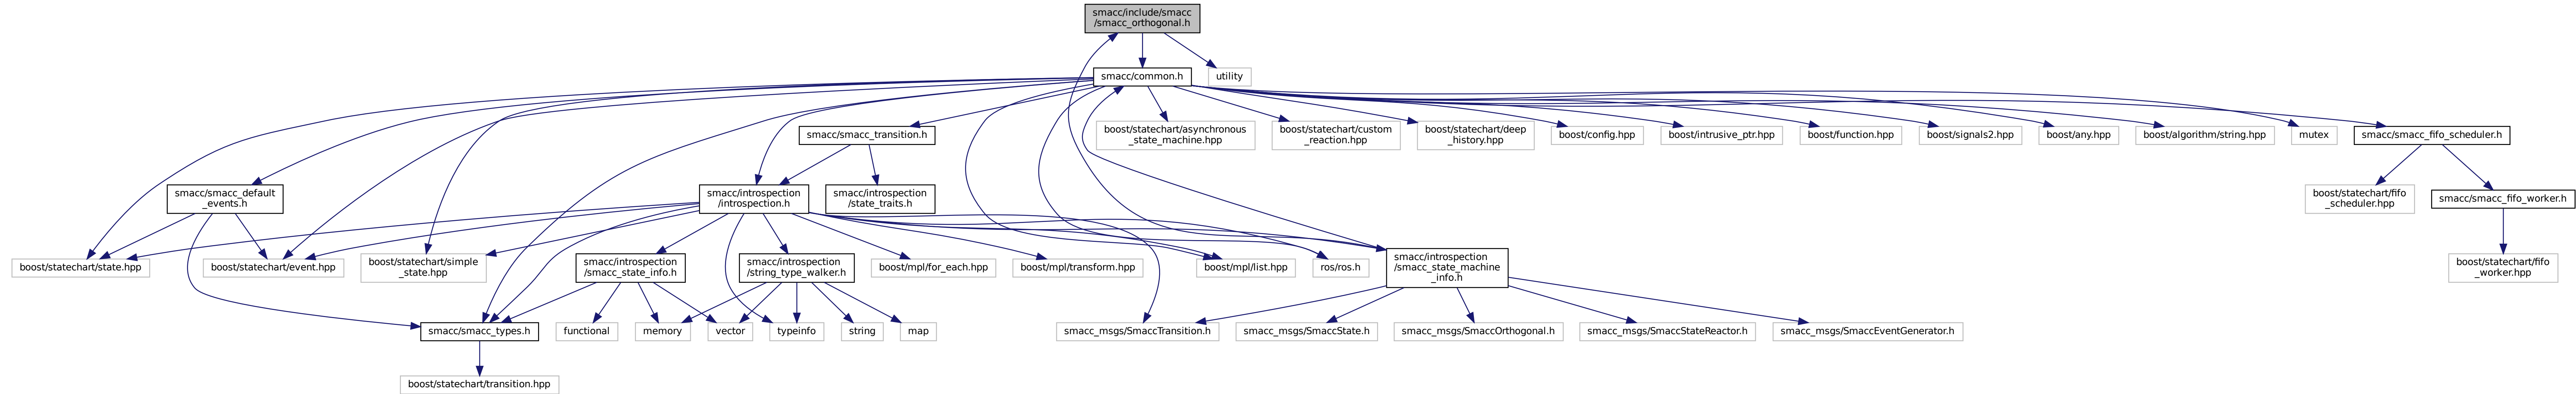 smacc/include/smacc
/smacc_orthogonal.h
smacc/common.h
utility
smacc/smacc_transition.h
boost/statechart/asynchronous
_state_machine.hpp
boost/statechart/custom
_reaction.hpp
boost/statechart/deep
_history.hpp
boost/config.hpp
boost/intrusive_ptr.hpp
boost/function.hpp
boost/signals2.hpp
boost/any.hpp
boost/algorithm/string.hpp
mutex
smacc/smacc_fifo_scheduler.h
smacc/smacc_default
_events.h
smacc/introspection
/introspection.h
smacc/introspection
/state_traits.h
boost/statechart/fifo
_scheduler.hpp
smacc/smacc_fifo_worker.h
boost/statechart/state.hpp
boost/statechart/event.hpp
boost/statechart/simple
_state.hpp
smacc/introspection
/smacc_state_info.h
smacc/introspection
/string_type_walker.h
boost/mpl/for_each.hpp
boost/mpl/transform.hpp
boost/mpl/list.hpp
ros/ros.h
smacc/introspection
/smacc_state_machine
_info.h
boost/statechart/fifo
_worker.hpp
smacc/smacc_types.h
functional
memory
vector
typeinfo
string
map
smacc_msgs/SmaccTransition.h
smacc_msgs/SmaccState.h
smacc_msgs/SmaccOrthogonal.h
smacc_msgs/SmaccStateReactor.h
smacc_msgs/SmaccEventGenerator.h
boost/statechart/transition.hpp